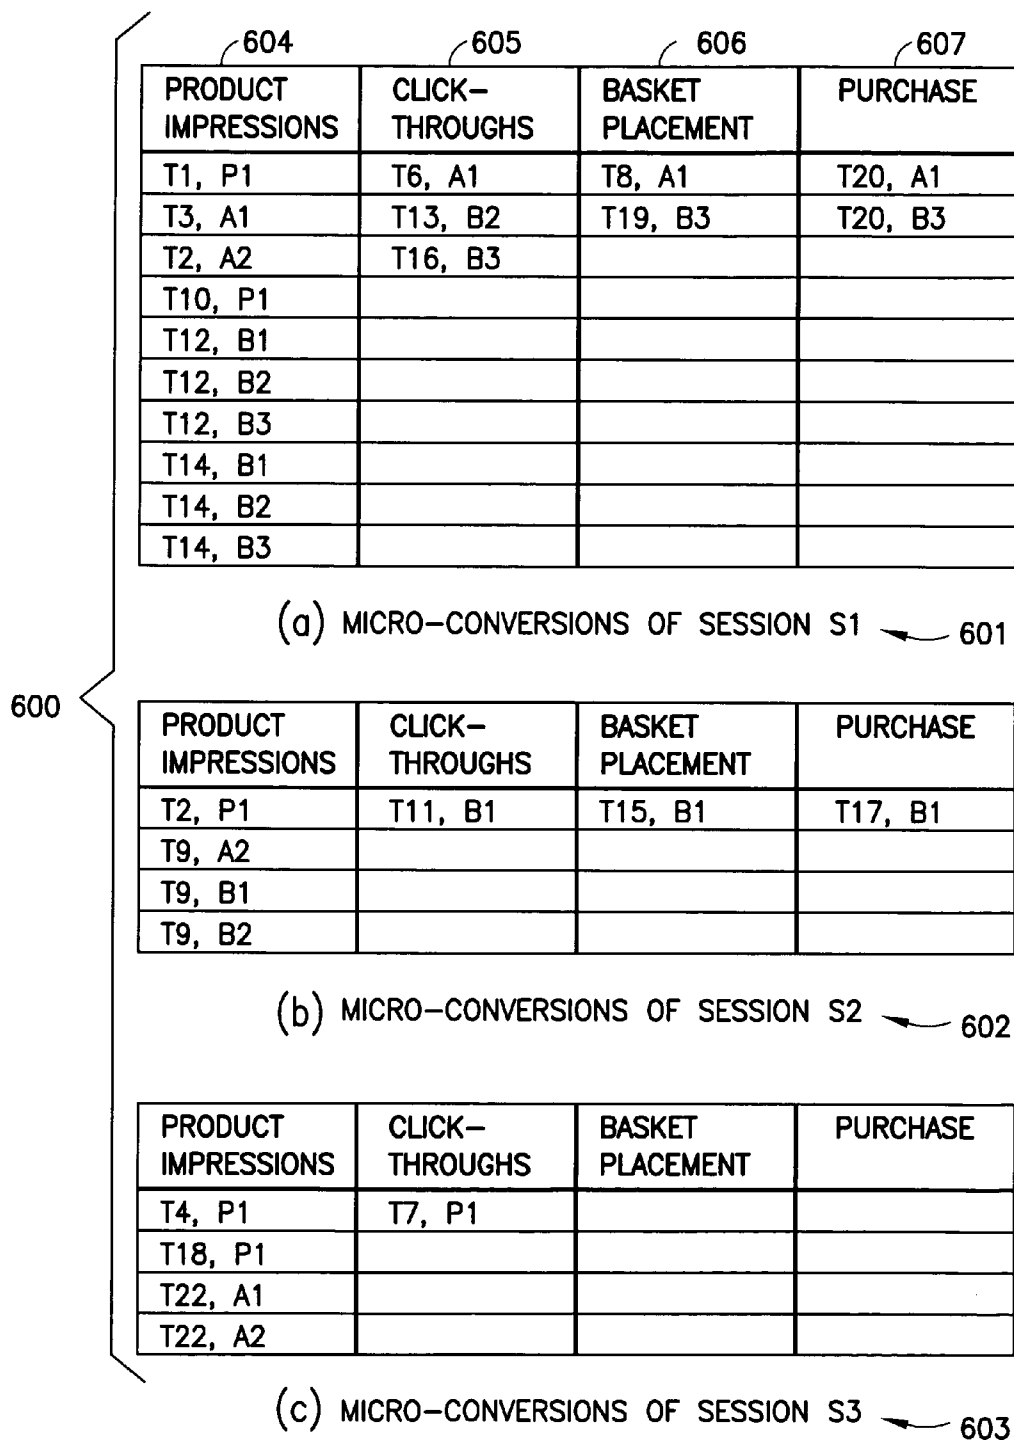 604 605 606 607
PRODUCT IMPRESSIONS CLICK-THROUGHS BASKET PLACEMENT PURCHASE
T1, P1 T6, A1 T8, A1 T20, A1
T3, A1 T13, B2 T19, B3 T20, B3
T2, A2 T16, B3
T10, P1
T12, B1
T12, B2
T12, B3
T14, B1
T14, B2
T14, B3
(a) MICRO-CONVERSIONS OF SESSION S1 601
600
PRODUCT IMPRESSIONS CLICK-THROUGHS BASKET PLACEMENT PURCHASE
T2, P1 T11, B1 T15, B1 T17, B1
T9, A2
T9, B1
T9, B2
(b) MICRO-CONVERSIONS OF SESSION S2 602
PRODUCT IMPRESSIONS CLICK-THROUGHS BASKET PLACEMENT PURCHASE
T4, P1 T7, P1
T18, P1
T22, A1
T22, A2
(c) MICRO-CONVERSIONS OF SESSION S3 603